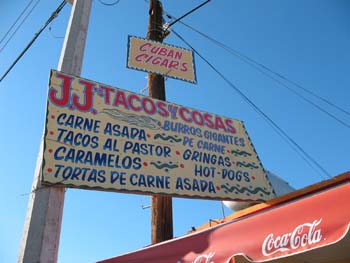 CUBAN
CIGARS
J.J. TACOS Y COSAS
CARNE ASADA BURROS GIGANTES
DE CARNE
TACOS AL PASTOR GRINGAS
CARAMELOS HOT-DOGS
TORTAS DE CARNE ASADA
Coca-Cola